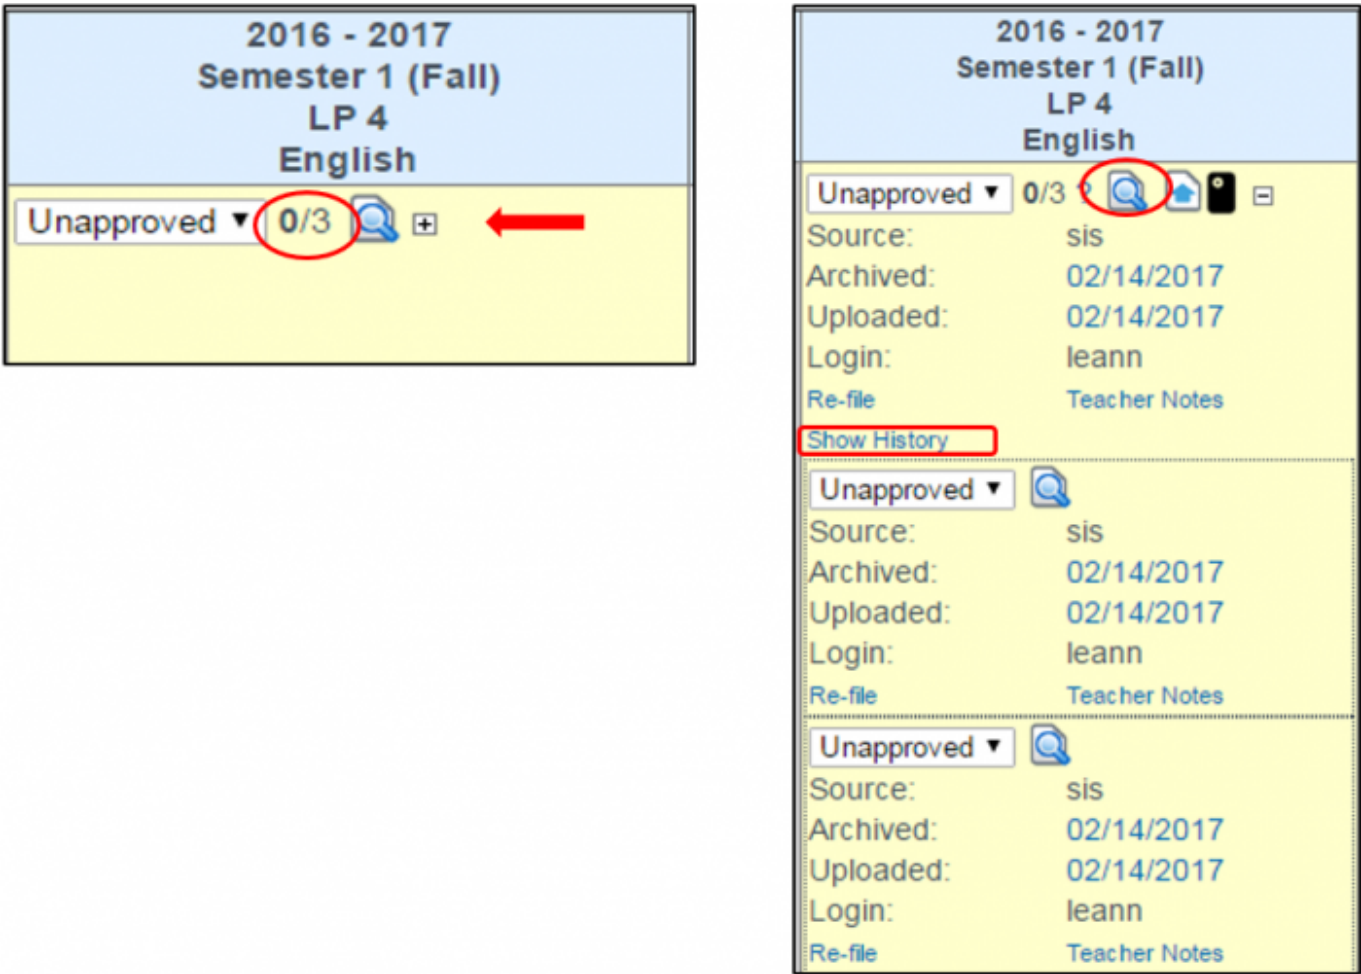 2016 - 2017
Semester 1 (Fall)
LP 4
English
Unapproved 0/3
2016 - 2017
Semester 1 (Fall)
LP 4
English
Unapproved 0/3 ?
Source: sis
Archived: 02/14/2017
Uploaded: 02/14/2017
Login: leann
Re-file Teacher Notes
Show History
Unapproved
Source: sis
Archived: 02/14/2017
Uploaded: 02/14/2017
Login: leann
Re-file Teacher Notes
Unapproved
Source: sis
Archived: 02/14/2017
Uploaded: 02/14/2017
Login: leann
Re-file Teacher Notes